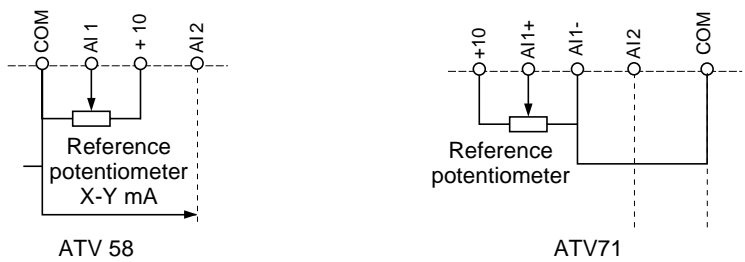 COM
AI 1
+ 10
AI 2
Reference
potentiometer
X-Y mA
ATV 58
+10
AI1+
AI1-
AI2
COM
Reference
potentiometer
ATV71